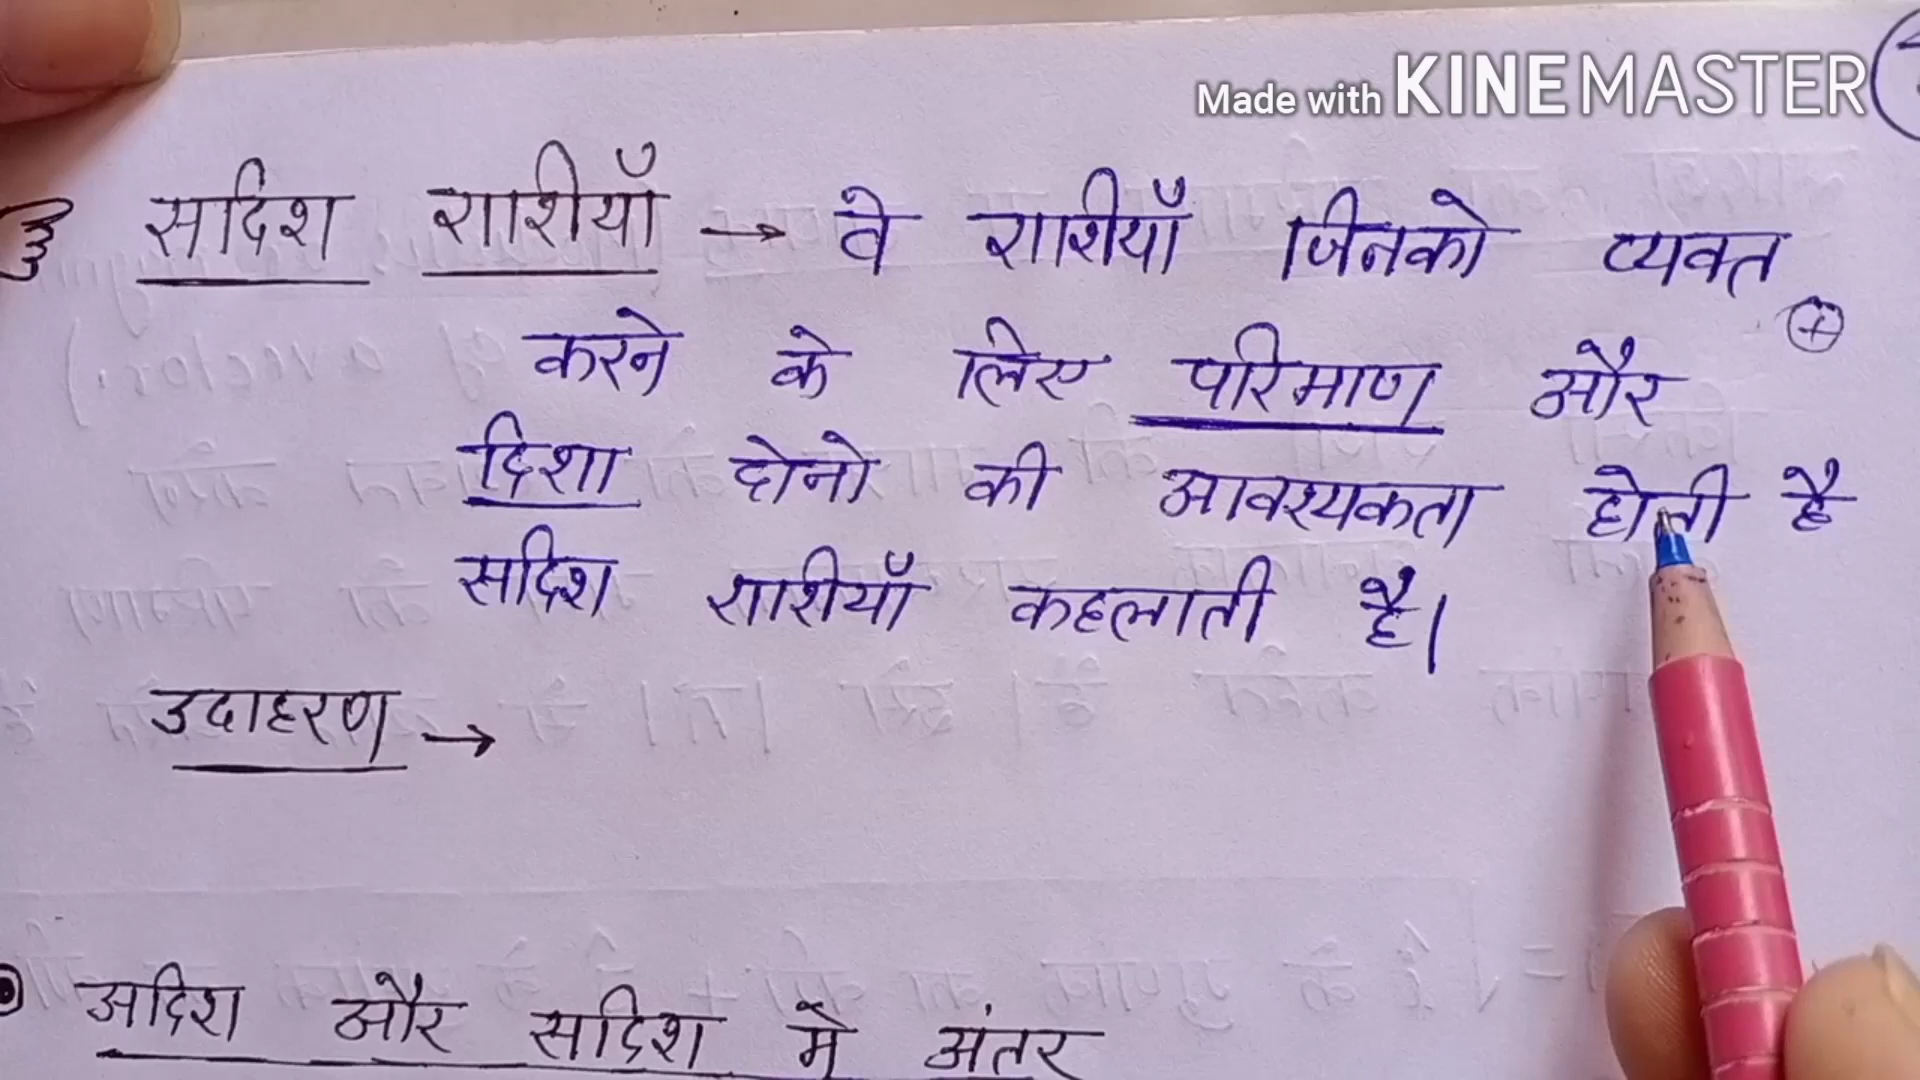 Made with KINEMASTER
सदिश राशीयाँ → वे राशीयाँ जिनको व्यक्त
करने के लिए परिमाण और
दिशा दोनो की आवश्यकता होती है
सदिश राशीयाँ कहलाती है।
उदाहरण →
अदिश और सदिश में अंतर